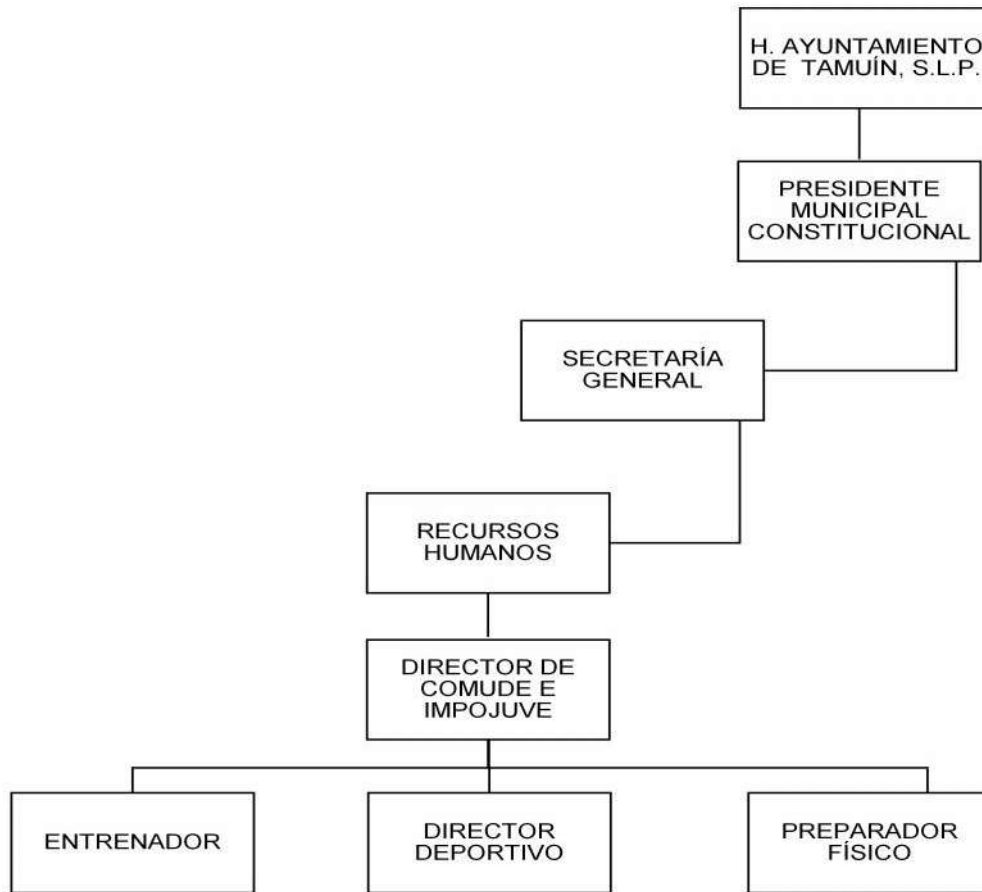 H. AYUNTAMIENTO
DE TAMUÍN, S.L.P.
PRESIDENTE
MUNICIPAL
CONSTITUCIONAL
SECRETARÍA
GENERAL
RECURSOS
HUMANOS
DIRECTOR DE
COMUDE E
IMPOJUVE
ENTRENADOR
DIRECTOR
DEPORTIVO
PREPARADOR
FÍSICO